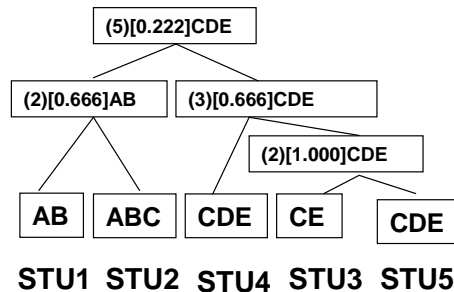 (5)[0.222]CDE
(2)[0.666]AB (3)[0.666]CDE
(2)[1.000]CDE
AB ABC CDE CE CDE
STU1 STU2 STU4 STU3 STU5